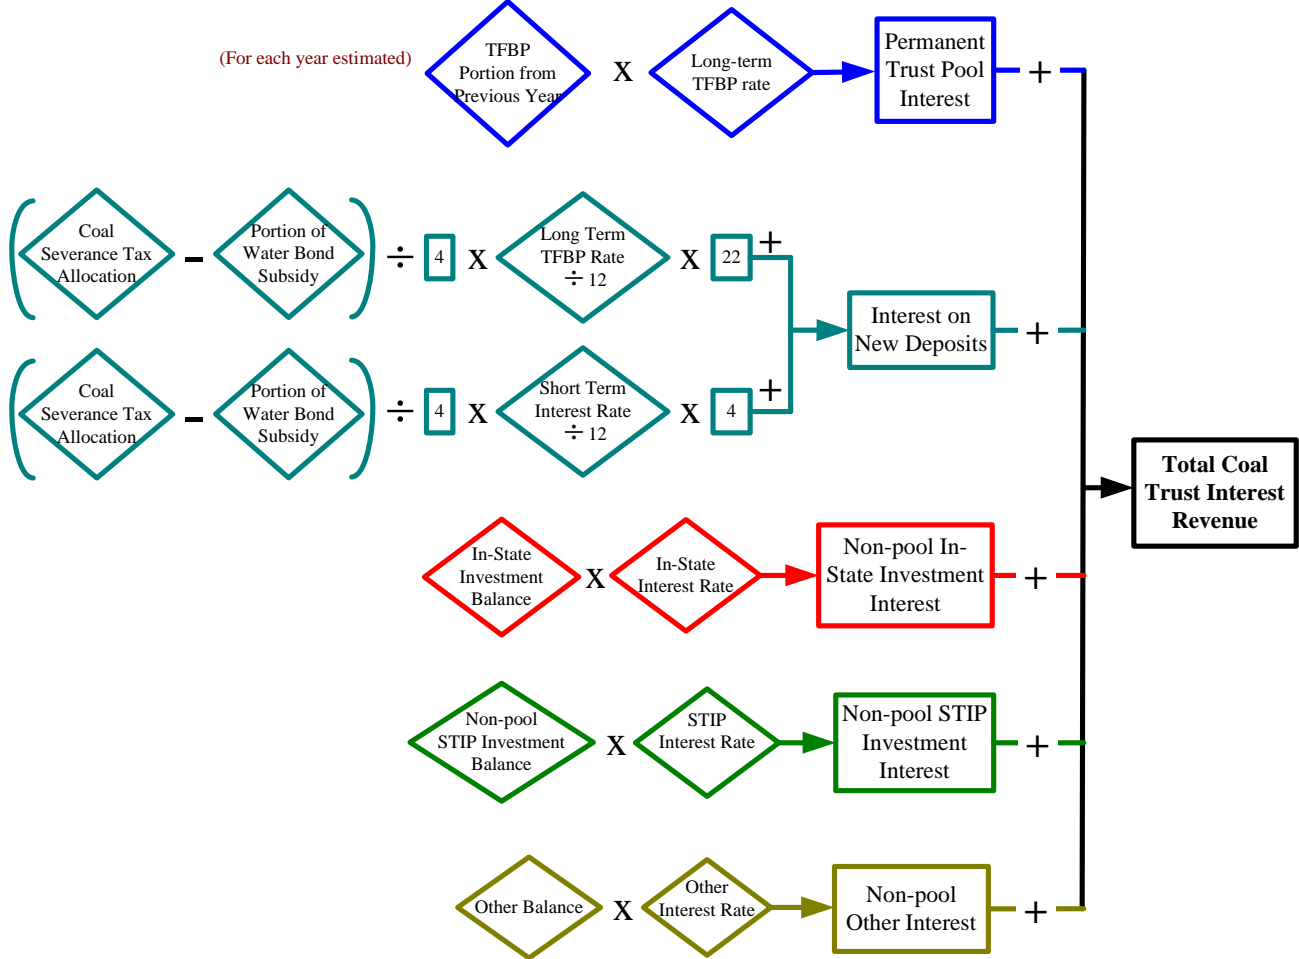 (For each year estimated)
TFBP
Portion from
Previous Year
X
Long-term
TFBP rate
Permanent
Trust Pool
Interest
+
(
Coal
Severance Tax
Allocation
-
Portion of
Water Bond
Subsidy
)
÷
4
X
Long Term
TFBP Rate
÷ 12
X
22
+
Interest on
New Deposits
+
(
Coal
Severance Tax
Allocation
-
Portion of
Water Bond
Subsidy
)
÷
4
X
Short Term
Interest Rate
÷ 12
X
4
+
Total Coal
Trust Interest
Revenue
In-State
Investment
Balance
X
In-State
Interest Rate
Non-pool In-
State Investment
Interest
+
Non-pool
STIP Investment
Balance
X
STIP
Interest Rate
Non-pool STIP
Investment
Interest
+
Other Balance
X
Other
Interest Rate
Non-pool
Other Interest
+